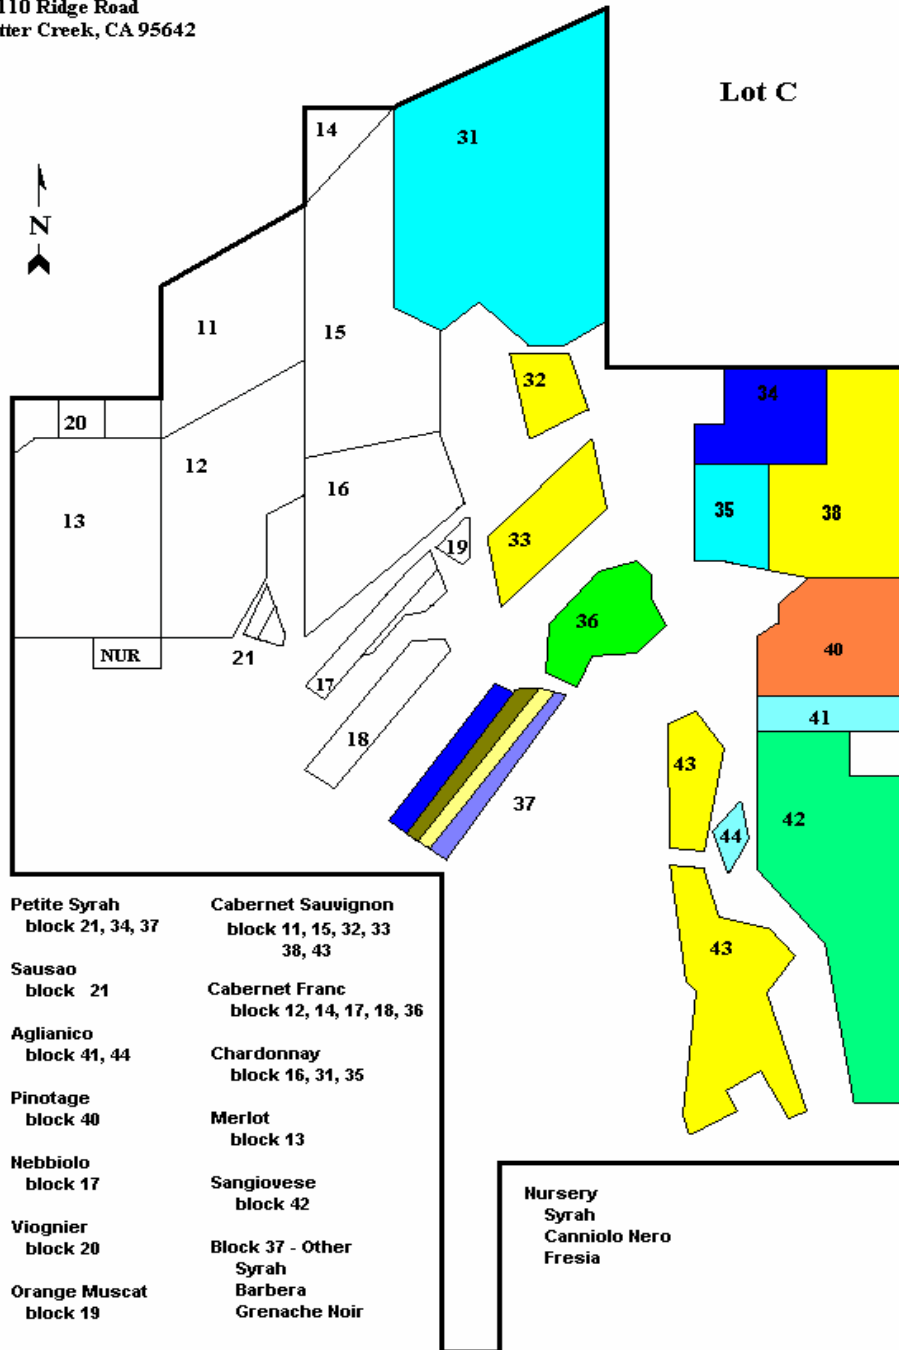 110 Ridge Road
tter Creek, CA 95642
Lot C
14
31
N
11
15
32
34
20
12
16
35
38
13
33
19
36
40
NUR
21
17
41
18
43
37
42
44
43
Petite Syrah
block 21, 34, 37
Sausao
block 21
Aglianico
block 41, 44
Pinotage
block 40
Nebbiolo
block 17
Viognier
block 20
Orange Muscat
block 19
Cabernet Sauvignon
block 11, 15, 32, 33
38, 43
Cabernet Franc
block 12, 14, 17, 18, 36
Chardonnay
block 16, 31, 35
Merlot
block 13
Sangiovese
block 42
Block 37 - Other
Syrah
Barbera
Grenache Noir
Nursery
Syrah
Canniolo Nero
Fresia